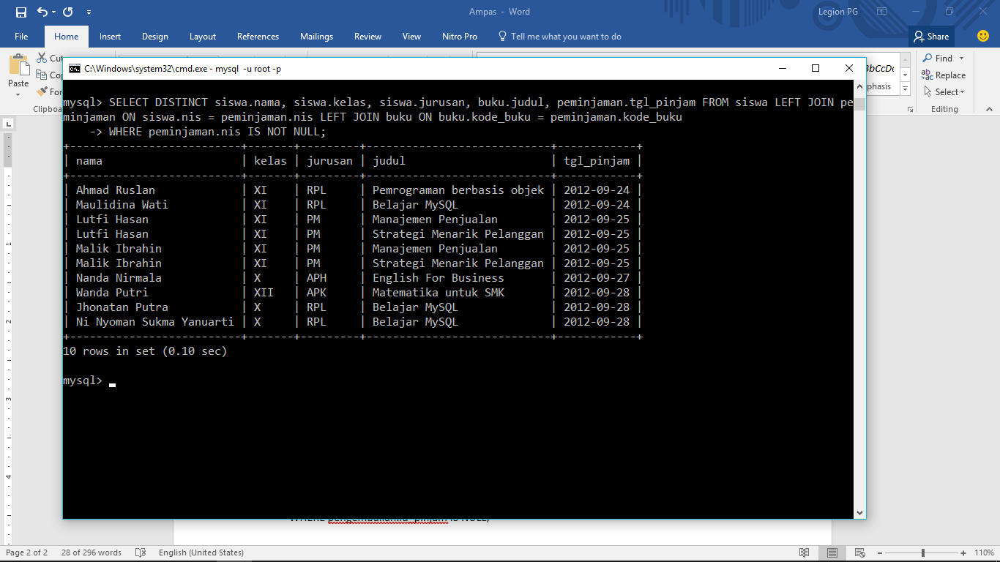 Ampas - Word
Legion PG
File Home Insert Design Layout References Mailings Review View Nitro Pro Tell me what you want to do Share
Paste
Clipboa
BbCcDc
phasis
Find
Replace
Select
Editing
C:\Windows\system32\cmd.exe - mysql -u root -p
mysql> SELECT DISTINCT siswa.nama, siswa.kelas, siswa.jurusan, buku.judul, peminjaman.tgl_pinjam FROM siswa LEFT JOIN pe
minjaman ON siswa.nis = peminjaman.nis LEFT JOIN buku ON buku.kode_buku = peminjaman.kode_buku
-> WHERE peminjaman.nis IS NOT NULL;
+--------------------------+-------+---------+----------------------------+------------+
| nama | kelas | jurusan | judul | tgl_pinjam |
+--------------------------+-------+---------+----------------------------+------------+
| Ahmad Ruslan | XI | RPL | Pemrograman berbasis objek | 2012-09-24 |
| Maulidina Wati | XI | RPL | Belajar MySQL | 2012-09-24 |
| Lutfi Hasan | XI | PM | Manajemen Penjualan | 2012-09-25 |
| Lutfi Hasan | XI | PM | Strategi Menarik Pelanggan | 2012-09-25 |
| Malik Ibrahin | XI | PM | Manajemen Penjualan | 2012-09-25 |
| Malik Ibrahin | XI | PM | Strategi Menarik Pelanggan | 2012-09-25 |
| Nanda Nirmala | X | APH | English For Business | 2012-09-27 |
| Wanda Putri | XII | APK | Matematika untuk SMK | 2012-09-28 |
| Jhonatan Putra | X | RPL | Belajar MySQL | 2012-09-28 |
| Ni Nyoman Sukma Yanuarti | X | RPL | Belajar MySQL | 2012-09-28 |
+--------------------------+-------+---------+----------------------------+------------+
10 rows in set (0.10 sec)
mysql>
Page 2 of 2 28 of 296 words English (United States) 110%